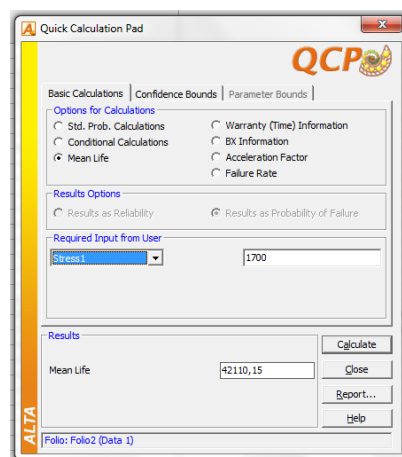 Quick Calculation Pad
QCP
Basic Calculations Confidence Bounds Parameter Bounds
Options for Calculations
Std. Prob. Calculations Warranty (Time) Information
Conditional Calculations BX Information
Mean Life Acceleration Factor
Failure Rate
Results Options
Results as Reliability Results as Probability of Failure
Required Input from User
Stress1 1700
Results
Calculate
Mean Life 42110,15 Close
Report...
Help
ALTA
Folio: Folio2 (Data 1)